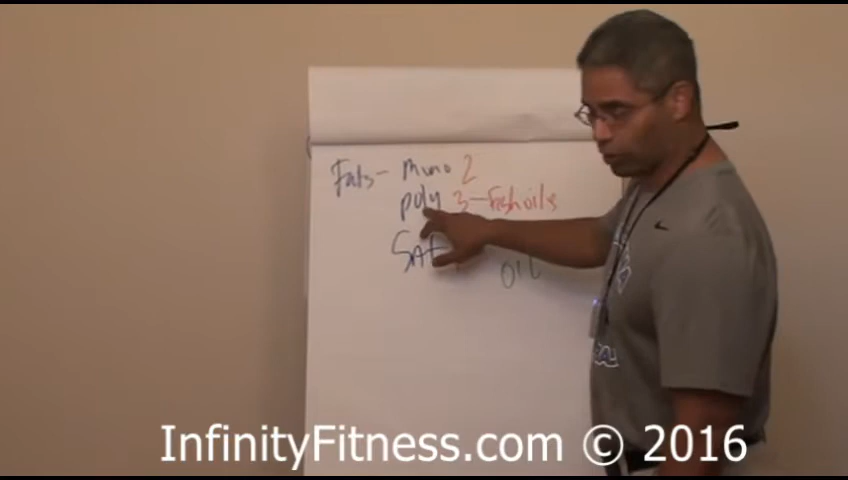 Fats- mono 2
poly 3-fish oils
SAT
OIL
InfinityFitness.com © 2016